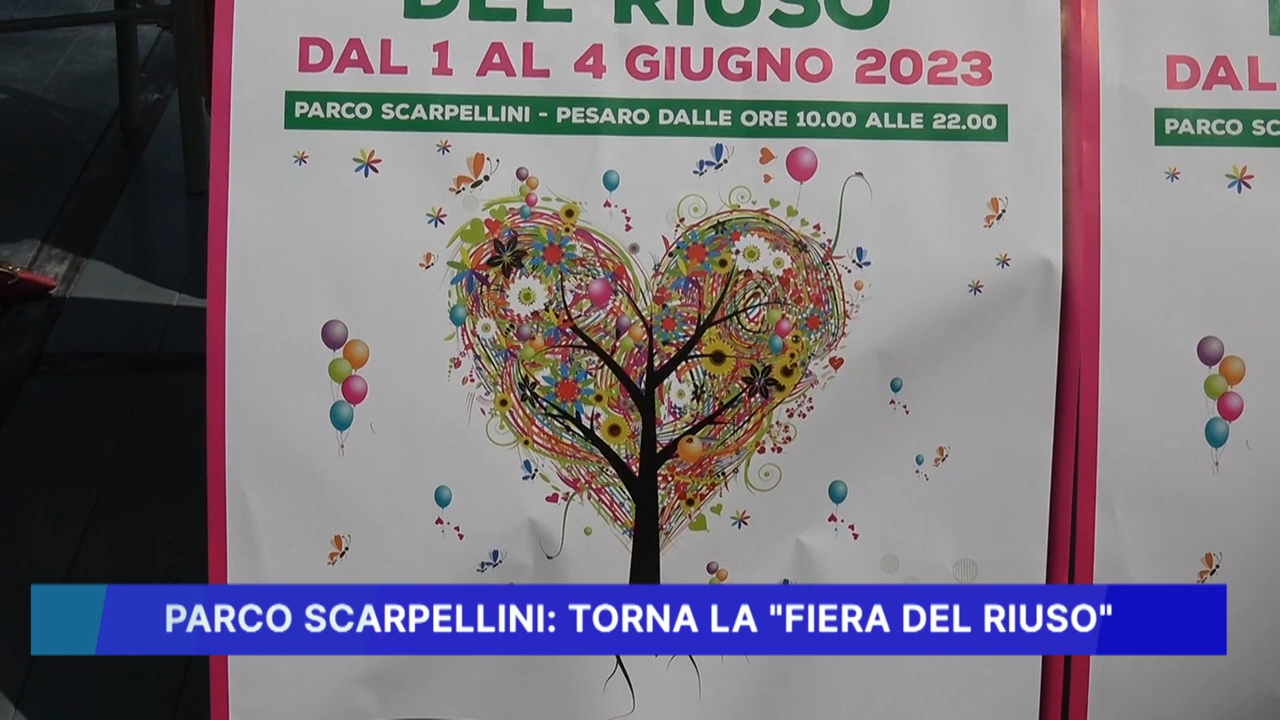 DEL RIUSO
DAL 1 AL 4 GIUGNO 2023
PARCO SCARPELLINI - PESARO DALLE ORE 10.00 ALLE 22.00
DAL
PARCO SC
PARCO SCARPELLINI: TORNA LA "FIERA DEL RIUSO"